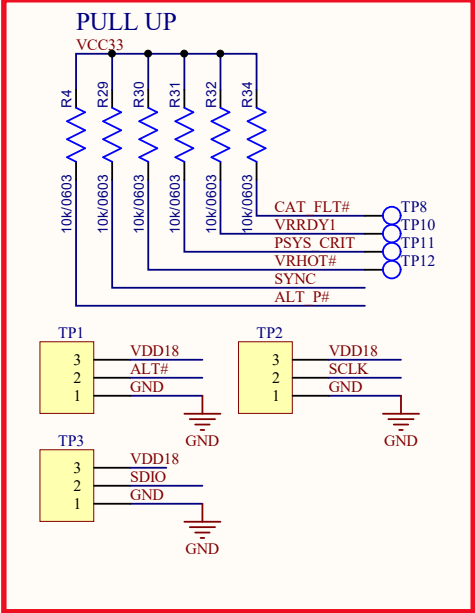 PULL UP
VCC33
R4
R29
R30
R31
R32
R34
10k/0603
10k/0603
10k/0603
10k/0603
10k/0603
10k/0603
CAT_FLT# TP8
VRRDY1 TP10
PSYS_CRIT TP11
VRHOT# TP12
SYNC
ALT_P#
TP1
3 VDD18
2 ALT#
1 GND
GND
TP2
3 VDD18
2 SCLK
1 GND
GND
TP3
3 VDD18
2 SDIO
1 GND
GND